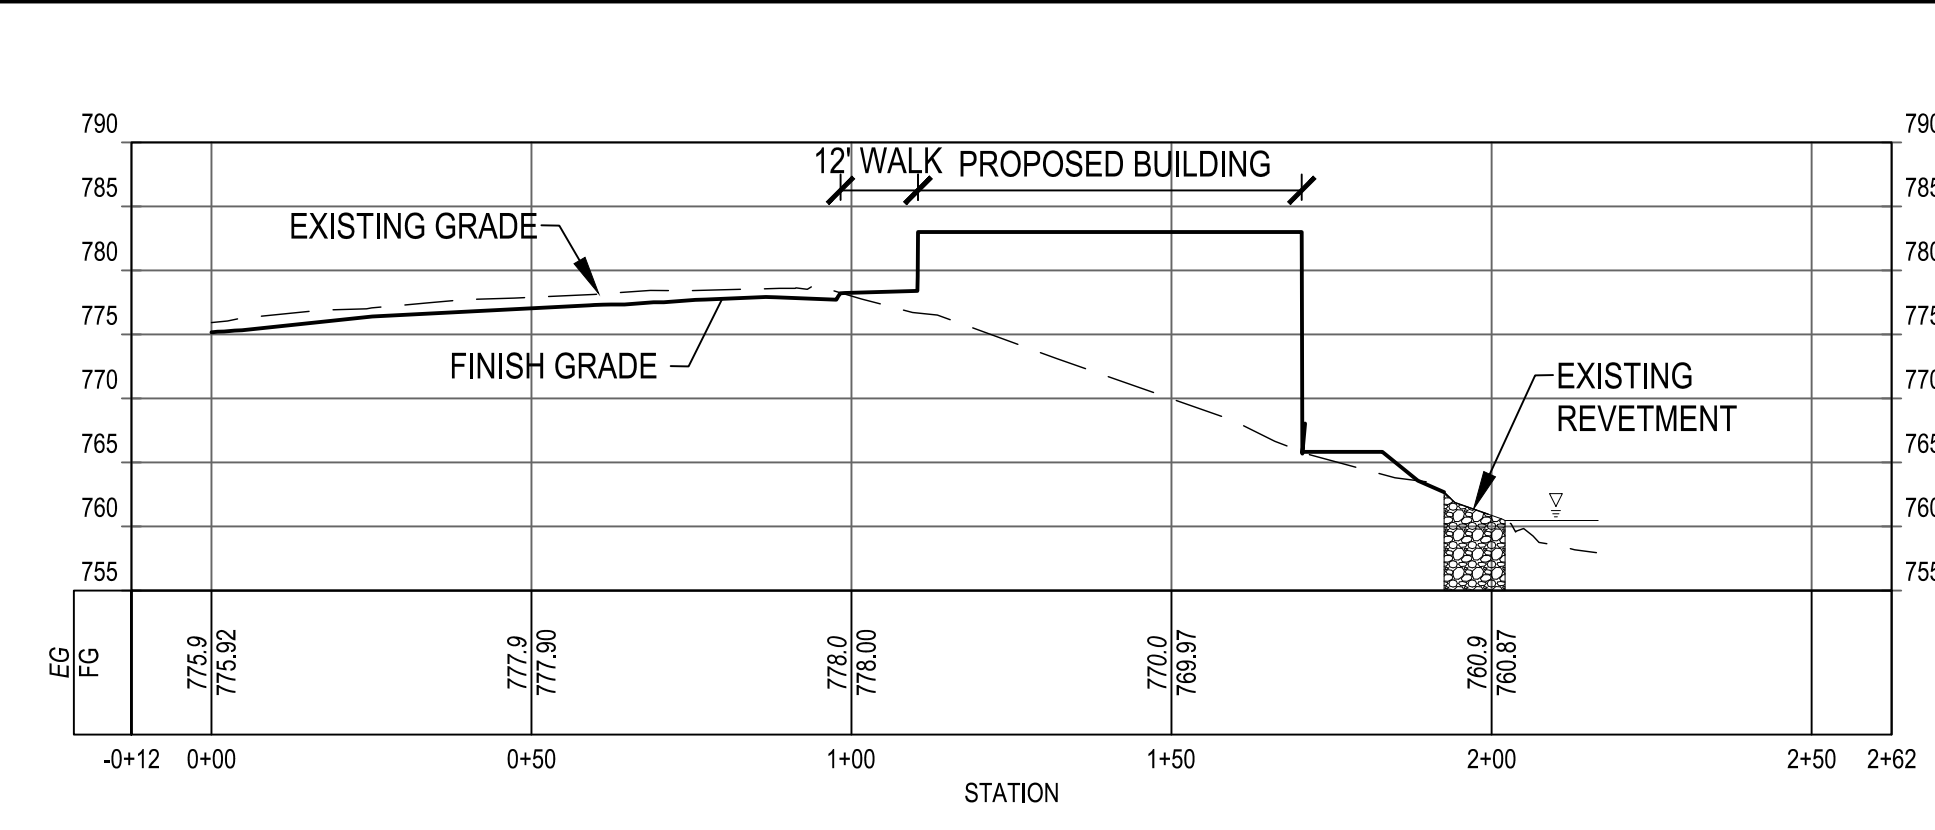 790
790
12' WALK
PROPOSED BUILDING
785
785
EXISTING GRADE
780
780
775
775
FINISH GRADE
EXISTING
REVETMENT
770
770
765
765
760
760
755
755
EG
FG
775.9
775.92
777.9
777.90
778.0
778.00
770.0
769.97
760.9
760.87
-0+12 0+00 0+50 1+00 1+50 2+00 2+50 2+62
STATION